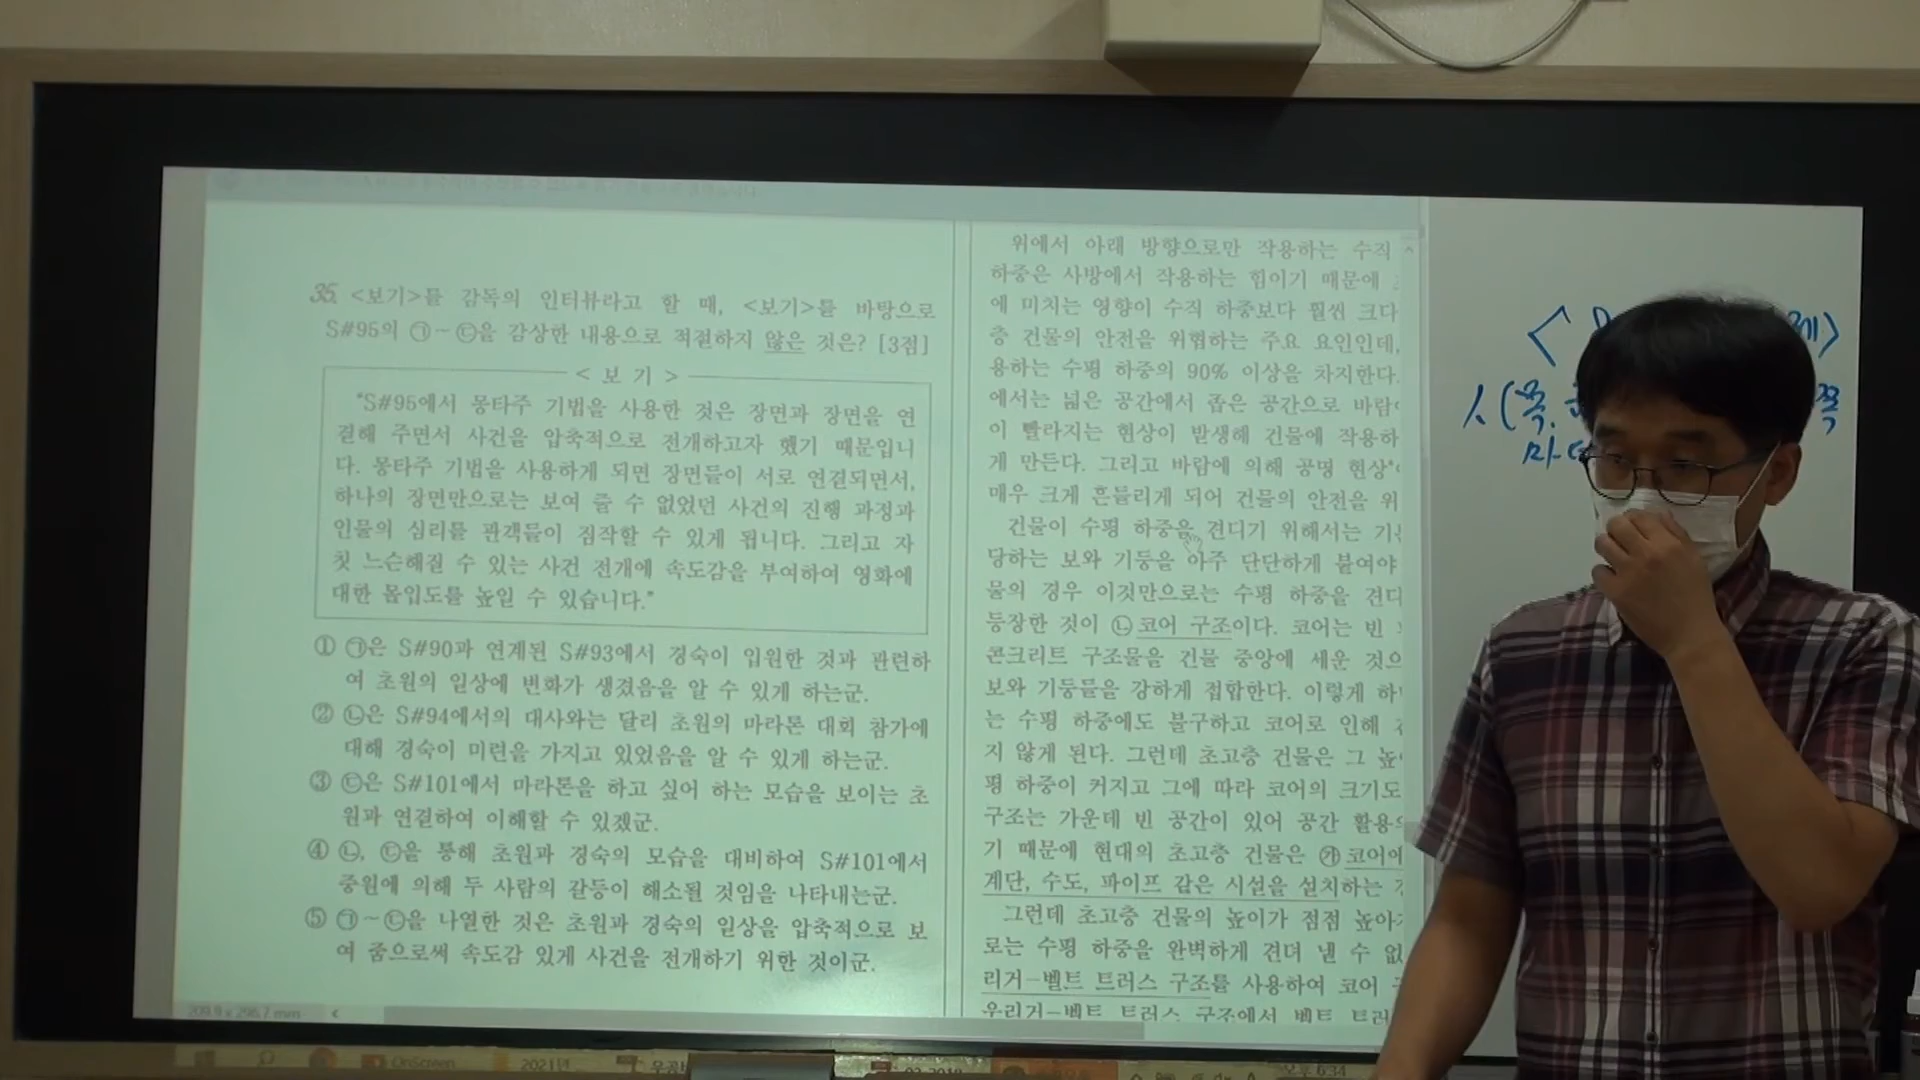 35. <보기>를 감독의 인터뷰라고 할 때, <보기>를 바탕으로
S#95의 ㉠~㉢을 감상한 내용으로 적절하지 않은 것은? [3점]
< 보 기 >
“S#95에서 몽타주 기법을 사용한 것은 장면과 장면을 연
결해 주면서 사건을 압축적으로 전개하고자 했기 때문입니
다. 몽타주 기법을 사용하게 되면 장면들이 서로 연결되면서,
하나의 장면만으로는 보여 줄 수 없었던 사건의 진행 과정과
인물의 심리를 관객들이 짐작할 수 있게 됩니다. 그리고 자
칫 느슨해질 수 있는 사건 전개에 속도감을 부여하여 영화에
대한 몰입도를 높일 수 있습니다.”
① ㉠은 S#90과 연계된 S#93에서 경숙이 입원한 것과 관련하
여 초원의 일상에 변화가 생겼음을 알 수 있게 하는군.
② ㉡은 S#94에서의 대사와는 달리 초원의 마라톤 대회 참가에
대해 경숙이 미련을 가지고 있었음을 알 수 있게 하는군.
③ ㉢은 S#101에서 마라톤을 하고 싶어 하는 모습을 보이는 초
원과 연결하여 이해할 수 있겠군.
④ ㉡, ㉢을 통해 초원과 경숙의 모습을 대비하여 S#101에서
중원에 의해 두 사람의 갈등이 해소될 것임을 나타내는군.
⑤ ㉠~㉢을 나열한 것은 초원과 경숙의 일상을 압축적으로 보
여 줌으로써 속도감 있게 사건을 전개하기 위한 것이군.
위에서 아래 방향으로만 작용하는 수직
하중은 사방에서 작용하는 힘이기 때문에
에 미치는 영향이 수직 하중보다 훨씬 크다
층 건물의 안전을 위협하는 주요 요인인데,
용하는 수평 하중의 90% 이상을 차지한다.
에서는 넓은 공간에서 좁은 공간으로 바람
이 빨라지는 현상이 발생해 건물에 작용하
게 만든다. 그리고 바람에 의해 공명 현상
매우 크게 흔들리게 되어 건물의 안전을 위
건물이 수평 하중을 견디기 위해서는
당하는 보와 기둥을 아주 단단하게 붙여야
물의 경우 이것만으로는 수평 하중을 견디
등장한 것이 ㉡코어 구조이다. 코어는 빈
콘크리트 구조물을 건물 중앙에 세운 것으
보와 기둥들을 강하게 접합한다. 이렇게 하
는 수평 하중에도 불구하고 코어로 인해
지 않게 된다. 그런데 초고층 건물은 그 높
평 하중이 커지고 그에 따라 코어의 크기도
구조는 가운데 빈 공간이 있어 공간 활용
기 때문에 현대의 초고층 건물은 ㉮코어에
계단, 수도, 파이프 같은 시설을 설치하는
그런데 초고층 건물의 높이가 점점 높아
로는 수평 하중을 완벽하게 견뎌 낼 수 없
리거-벨트 트러스 구조를 사용하여 코어
우리거-벨트 트러스 구조에서 벨트 트러
209.9 x 296.7 mm
OnScreen
2021년
오후 6:34